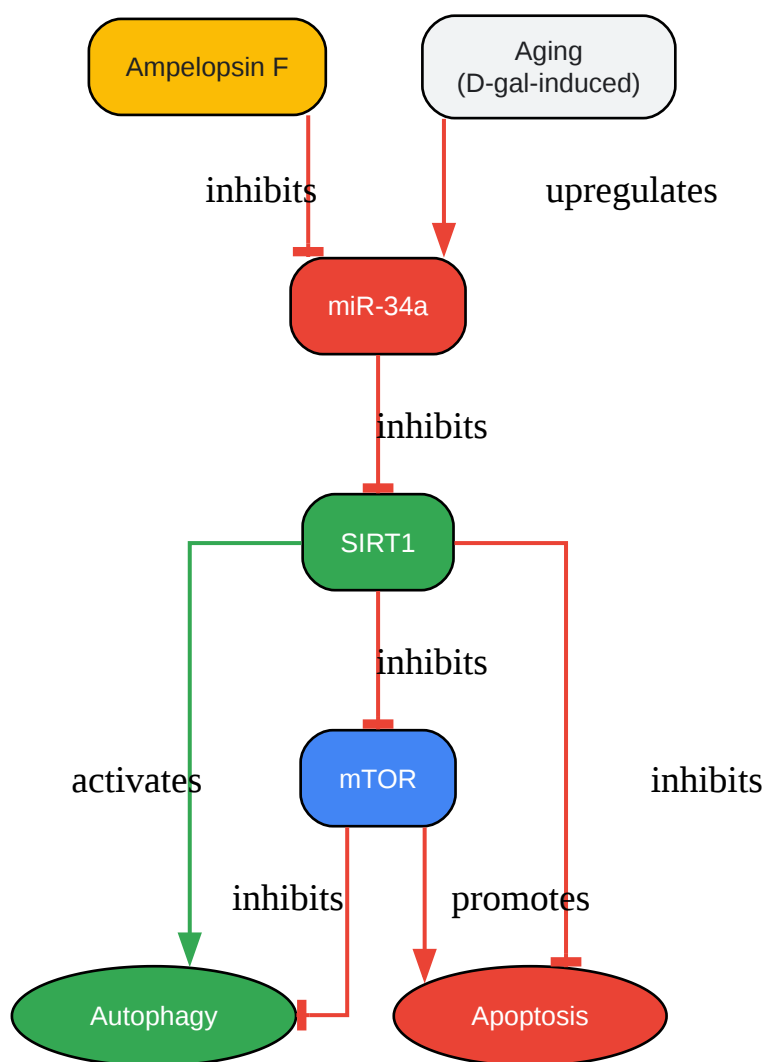 Ampelopsin F
Aging
(D-gal-induced)
inhibits
upregulates
miR-34a
inhibits
SIRT1
inhibits
activates
mTOR
inhibits
inhibits
promotes
Autophagy
Apoptosis